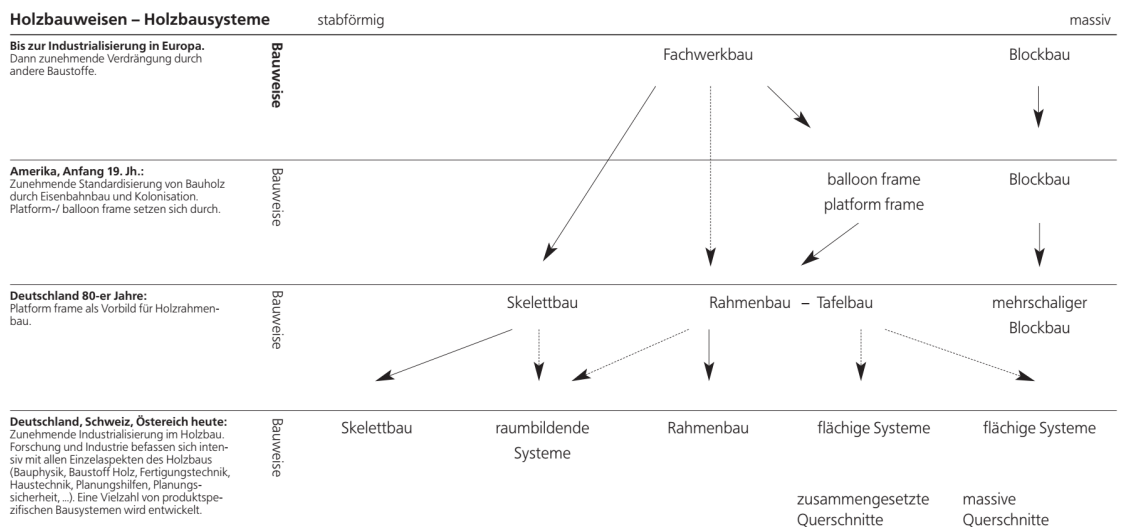 Holzbauweisen – Holzbausysteme
stabförmig
massiv
Bis zur Industrialisierung in Europa.
Dann zunehmende Verdrängung durch
andere Baustoffe.
Bauweise
Fachwerkbau
Blockbau
Amerika, Anfang 19. Jh.:
Zunehmende Standardisierung von Bauholz
durch Eisenbahnbau und Kolonisation.
Platform-/ balloon frame setzen sich durch.
Bauweise
balloon frame
platform frame
Blockbau
Deutschland 80-er Jahre:
Platform frame als Vorbild für Holzrahmen-
bau.
Bauweise
Skelettbau
Rahmenbau – Tafelbau
mehrschaliger
Blockbau
Deutschland, Schweiz, Östereich heute:
Zunehmende Industrialisierung im Holzbau.
Forschung und Industrie befassen sich inten-
siv mit allen Einzelaspekten des Holzbaus
(Bauphysik, Baustoff Holz, Fertigungstechnik,
Haustechnik, Planungshilfen, Planungs-
sicherheit, ...). Eine Vielzahl von produktspe-
zifischen Bausystemen wird entwickelt.
Bauweise
Skelettbau
raumbildende
Systeme
Rahmenbau
flächige Systeme
flächige Systeme
zusammengesetzte
Querschnitte
massive
Querschnitte